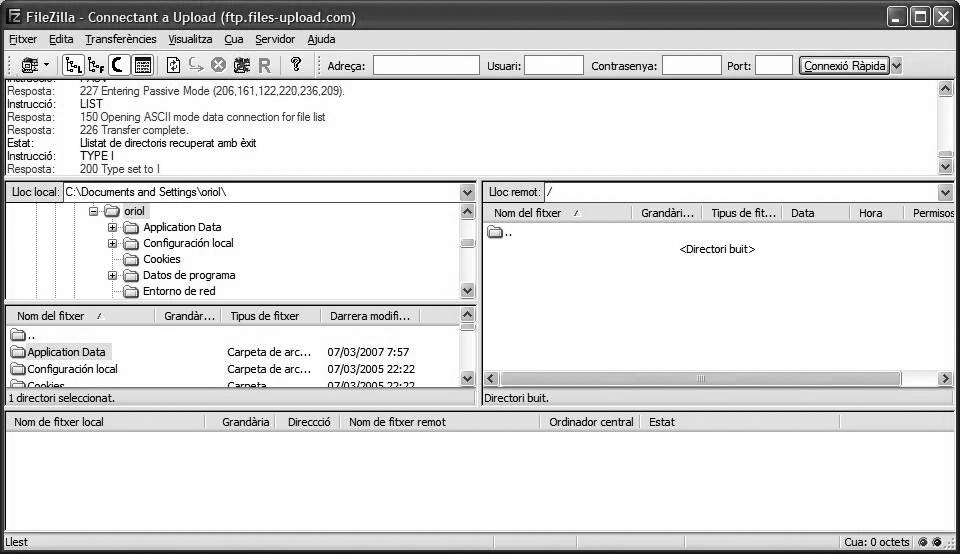 FileZilla - Connectant a Upload (ftp.files-upload.com)
Fitxer Edita Transferències Visualitza Cua Servidor Ajuda
Adreça: Usuari: Contrasenya: Port: Connexió Ràpida
Instrucció: PASV
Resposta: 227 Entering Passive Mode (206,161,122,220,236,209).
Instrucció: LIST
Resposta: 150 Opening ASCII mode data connection for file list
Resposta: 226 Transfer complete.
Estat: Llistat de directoris recuperat amb èxit
Instrucció: TYPE I
Resposta: 200 Type set to I
Lloc local: C:\Documents and Settings\oriol\
oriol
Application Data
Configuración local
Cookies
Datos de programa
Entorno de red
Nom del fitxer Grandàr... Tipus de fitxer Darrera modifi...
..
Application Data Carpeta de arc... 07/03/2007 7:57
Configuración local Carpeta de arc... 07/03/2005 22:22
Cookies Carpeta 07/03/2005 22:22
1 directori seleccionat.
Lloc remot: /
Nom del fitxer Grandàri... Tipus de fit... Data Hora Permisos
..
<Directori buit>
Directori buit.
Nom de fitxer local Grandària Direccció Nom de fitxer remot Ordinador central Estat
Llest Cua: 0 octets